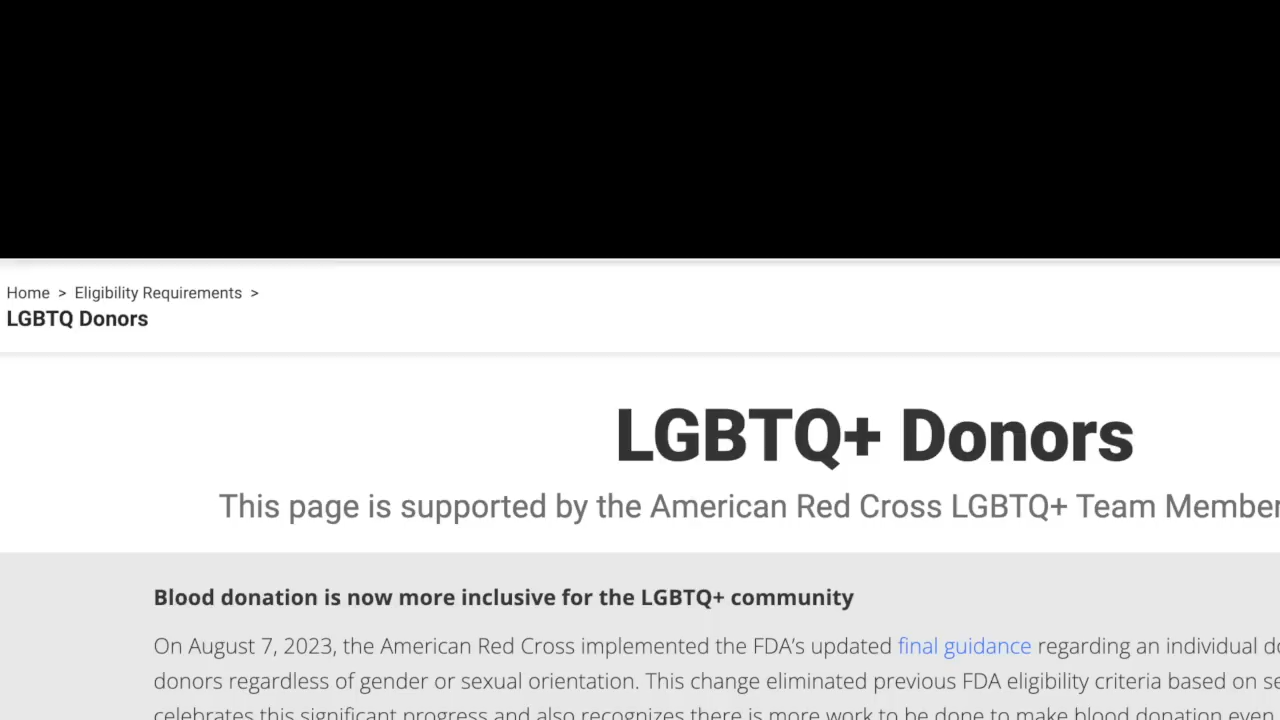 Home > Eligibility Requirements >
LGBTQ Donors
LGBTQ+ Donors
This page is supported by the American Red Cross LGBTQ+ Team Member
Blood donation is now more inclusive for the LGBTQ+ community
On August 7, 2023, the American Red Cross implemented the FDA’s updated final guidance regarding an individual
donors regardless of gender or sexual orientation. This change eliminated previous FDA eligibility criteria based on
celebrates this significant progress and also recognizes there is more work to be done to make blood donation even